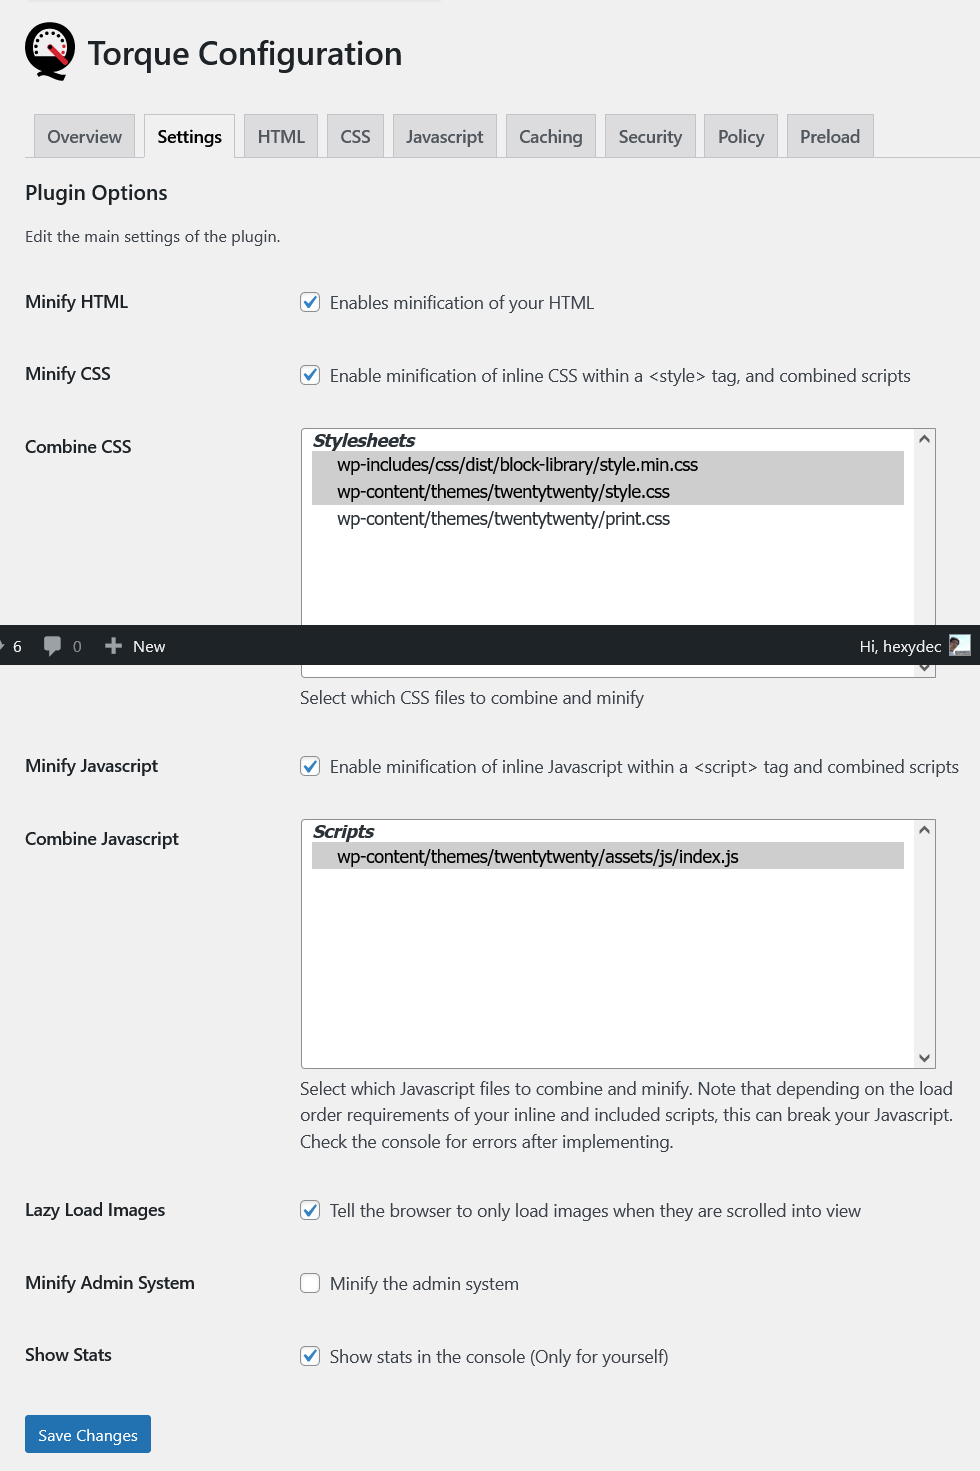 Torque Configuration
Overview Settings HTML CSS Javascript Caching Security Policy Preload
Plugin Options
Edit the main settings of the plugin.
Minify HTML Enables minification of your HTML
Minify CSS Enable minification of inline CSS within a <style> tag, and combined scripts
Combine CSS
Stylesheets
wp-includes/css/dist/block-library/style.min.css
wp-content/themes/twentytwenty/style.css
wp-content/themes/twentytwenty/print.css
6 0 New Hi, hexydec
Select which CSS files to combine and minify
Minify Javascript Enable minification of inline Javascript within a <script> tag and combined scripts
Combine Javascript
Scripts
wp-content/themes/twentytwenty/assets/js/index.js
Select which Javascript files to combine and minify. Note that depending on the load
order requirements of your inline and included scripts, this can break your Javascript.
Check the console for errors after implementing.
Lazy Load Images Tell the browser to only load images when they are scrolled into view
Minify Admin System Minify the admin system
Show Stats Show stats in the console (Only for yourself)
Save Changes